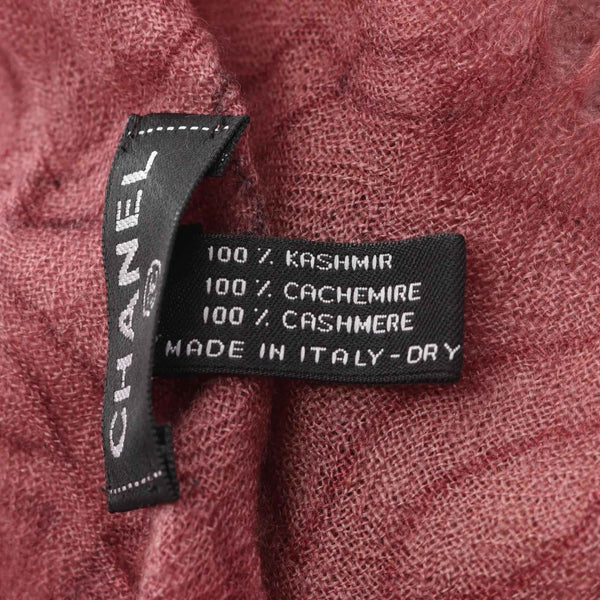 CHANEL
100 % KASHMIR
100 % CACHEMIRE
100 % CASHMERE
MADE IN ITALY-DRY